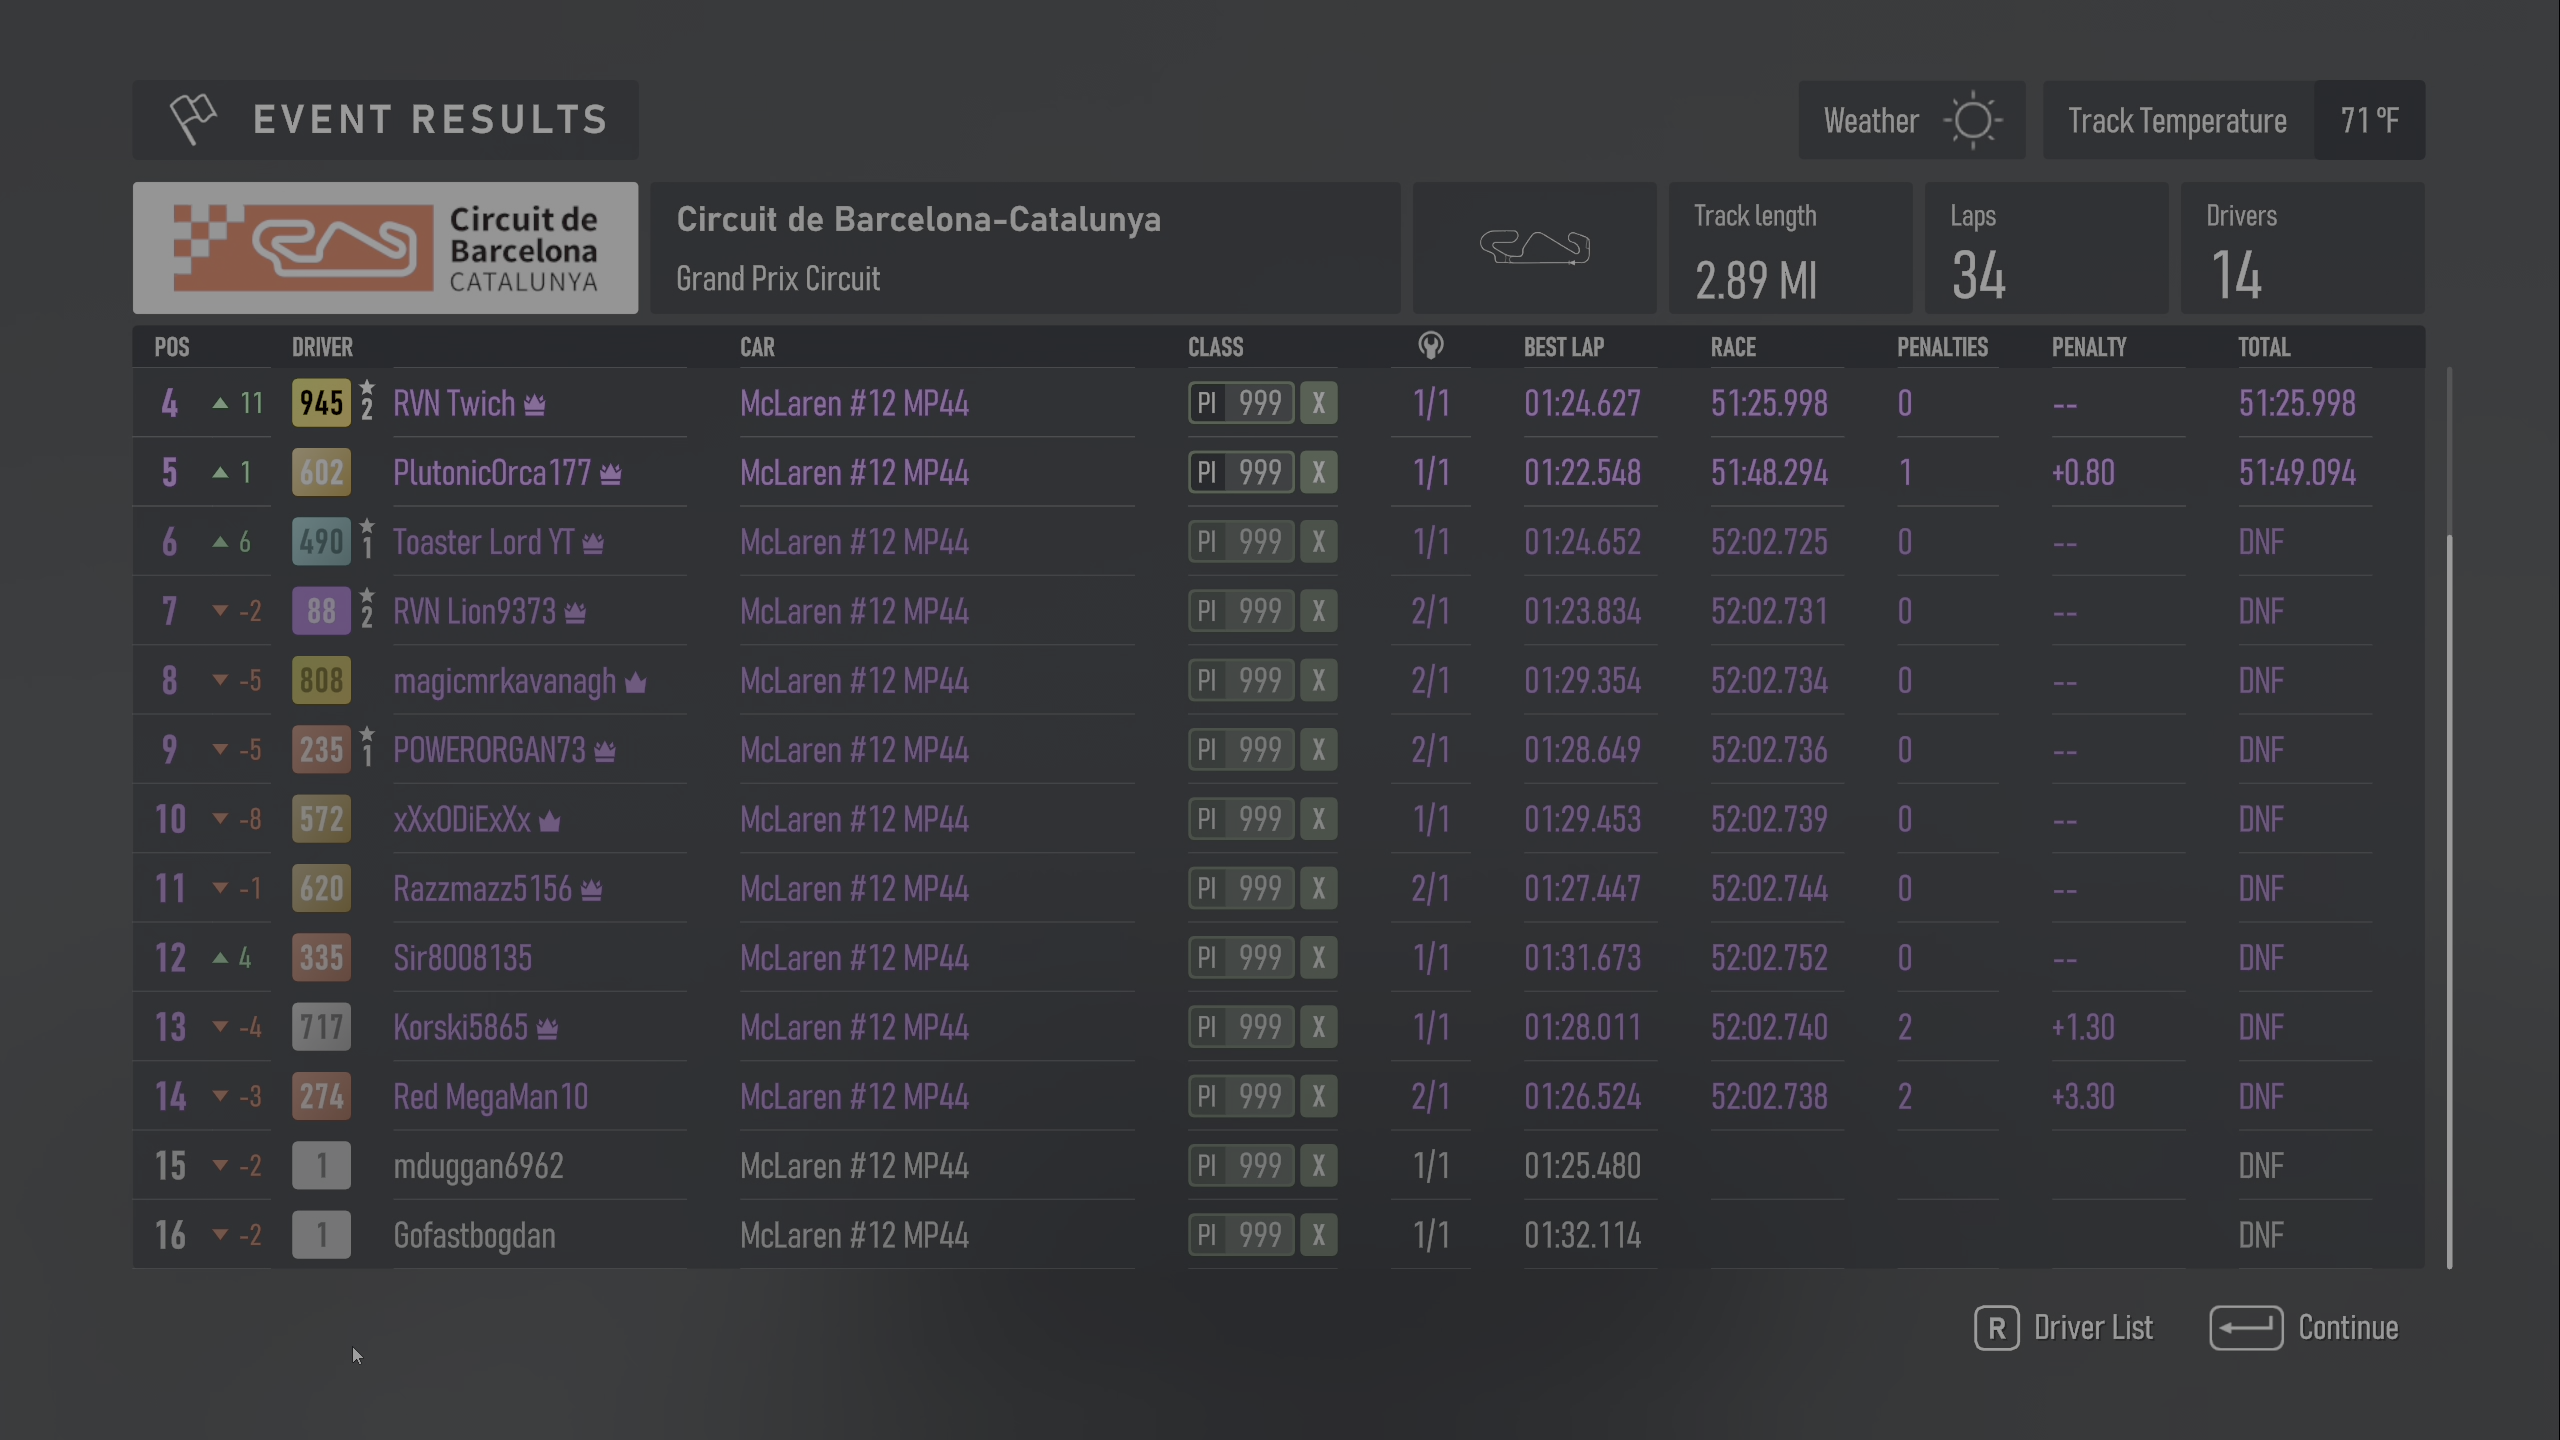 EVENT RESULTS
Weather
Track Temperature 71 °F
Circuit de
Barcelona
CATALUNYA
Circuit de Barcelona-Catalunya
Grand Prix Circuit
Track length
2.89 MI
Laps
34
Drivers
14
POS DRIVER CAR CLASS BEST LAP RACE PENALTIES PENALTY TOTAL
4 11 945 2 RVN Twich McLaren #12 MP44 PI 999 X 1/1 01:24.627 51:25.998 0 -- 51:25.998
5 1 602 PlutonicOrca177 McLaren #12 MP44 PI 999 X 1/1 01:22.548 51:48.294 1 +0.80 51:49.094
6 6 490 1 Toaster Lord YT McLaren #12 MP44 PI 999 X 1/1 01:24.652 52:02.725 0 -- DNF
7 -2 88 2 RVN Lion9373 McLaren #12 MP44 PI 999 X 2/1 01:23.834 52:02.731 0 -- DNF
8 -5 808 magicmrkavanagh McLaren #12 MP44 PI 999 X 2/1 01:29.354 52:02.734 0 -- DNF
9 -5 235 1 POWERORGAN73 McLaren #12 MP44 PI 999 X 2/1 01:28.649 52:02.736 0 -- DNF
10 -8 572 xXxODiExXx McLaren #12 MP44 PI 999 X 1/1 01:29.453 52:02.739 0 -- DNF
11 -1 620 Razzmazz5156 McLaren #12 MP44 PI 999 X 2/1 01:27.447 52:02.744 0 -- DNF
12 4 335 Sir8008135 McLaren #12 MP44 PI 999 X 1/1 01:31.673 52:02.752 0 -- DNF
13 -4 717 Korski5865 McLaren #12 MP44 PI 999 X 1/1 01:28.011 52:02.740 2 +1.30 DNF
14 -3 274 Red MegaMan10 McLaren #12 MP44 PI 999 X 2/1 01:26.524 52:02.738 2 +3.30 DNF
15 -2 1 mduggan6962 McLaren #12 MP44 PI 999 X 1/1 01:25.480 DNF
16 -2 1 Gofastbogdan McLaren #12 MP44 PI 999 X 1/1 01:32.114 DNF
R Driver List Continue